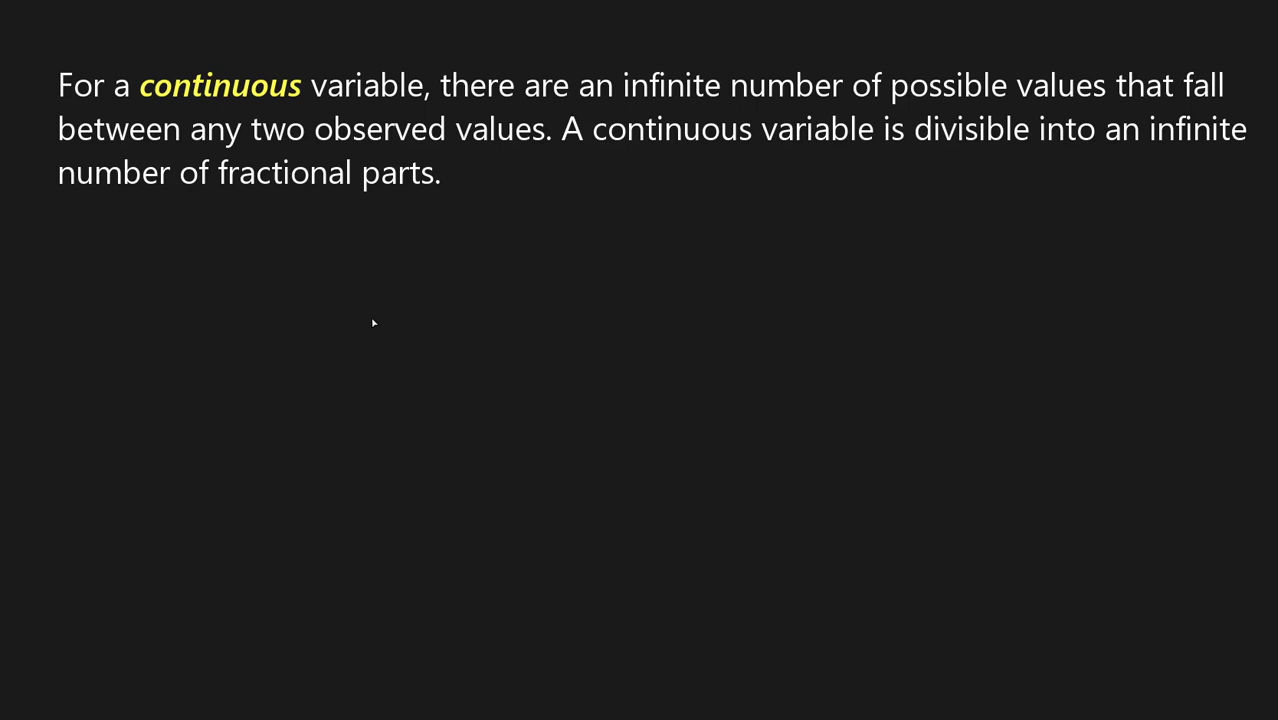 For a continuous variable, there are an infinite number of possible values that fall
between any two observed values. A continuous variable is divisible into an infinite
number of fractional parts.